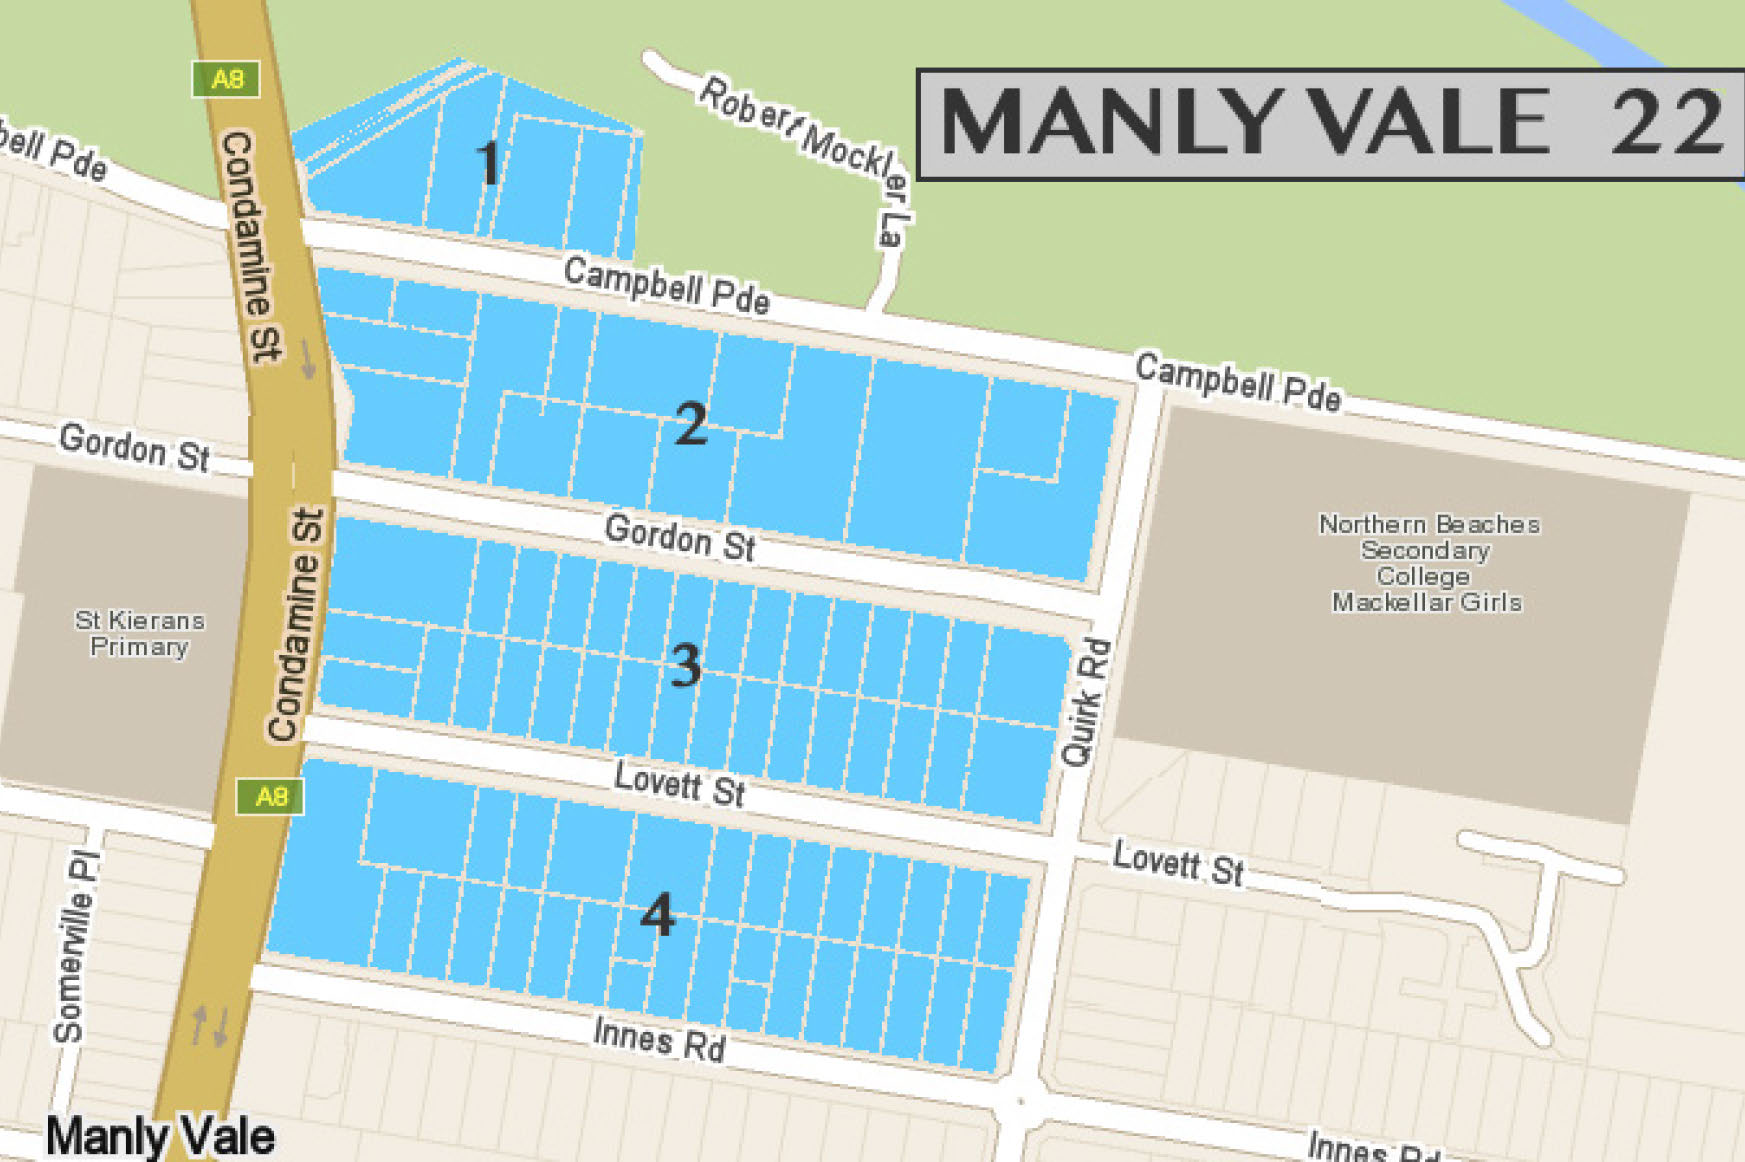 A8
MANLY VALE 22
bell Pde
Condamine St
1
Robert Mockler La
Campbell Pde
Campbell Pde
2
Gordon St
Gordon St
Northern Beaches
Secondary
College
Mackellar Girls
Condamine St
St Kierans
Primary
3
Quirk Rd
Lovett St
A8
Lovett St
Somerville Pl
4
Innes Rd
Manly Vale
Innes Rd